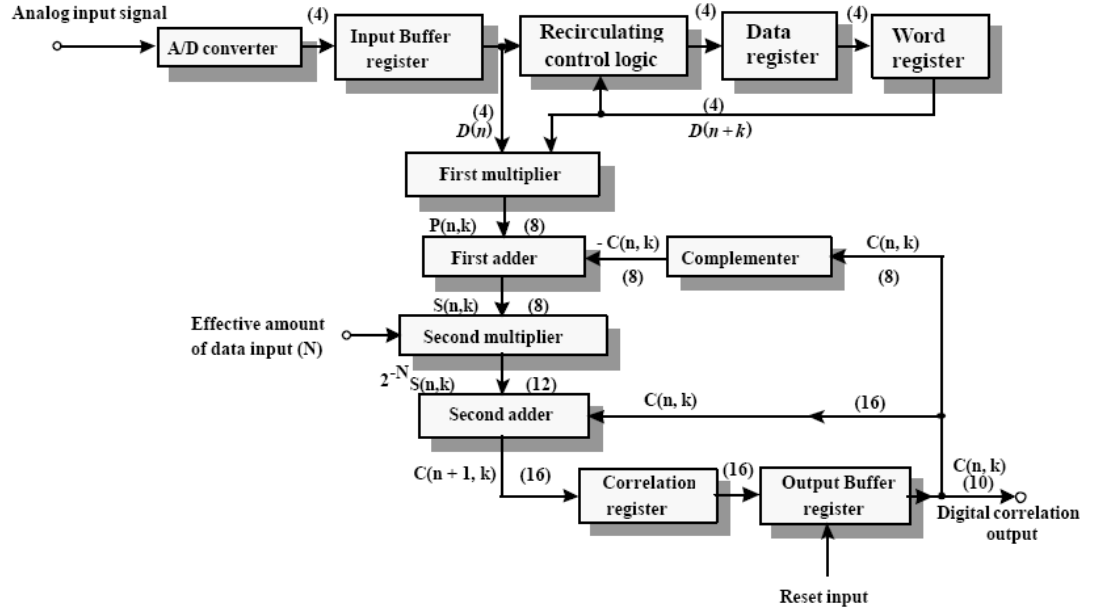 Analog input signal
A/D converter
(4)
Input Buffer
register
Recirculating
control logic
(4)
Data
register
(4)
Word
register
(4)
D(n)
(4)
D(n + k)
First multiplier
P(n,k)
(8)
First adder
- C(n, k)
(8)
Complementer
C(n, k)
(8)
S(n,k)
(8)
Effective amount
of data input (N)
Second multiplier
2-N S(n,k)
(12)
Second adder
C(n, k)
(16)
C(n + 1, k)
(16)
Correlation
register
(16)
Output Buffer
register
C(n, k)
(10)
Digital correlation
output
Reset input